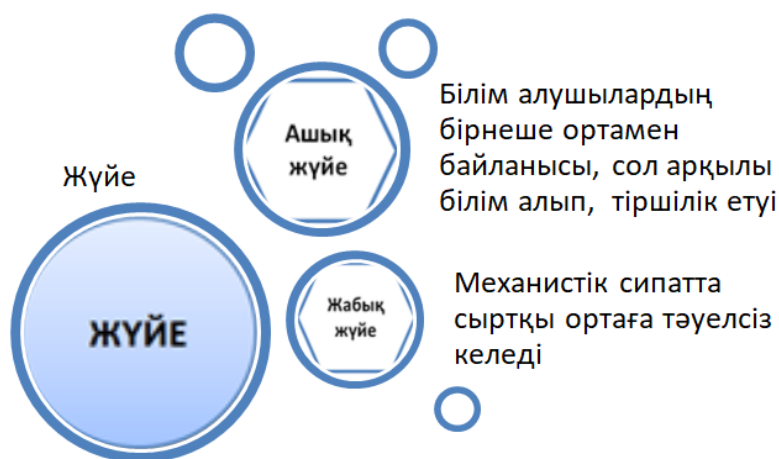 Жүйе
ЖҮЙЕ
Ашық
жүйе
Білім алушылардың
бірнеше ортамен
байланысы, сол арқылы
білім алып,  тіршілік етуі
Жабық
жүйе
Механистік сипатта
сыртқы ортаға тәуелсіз
келеді